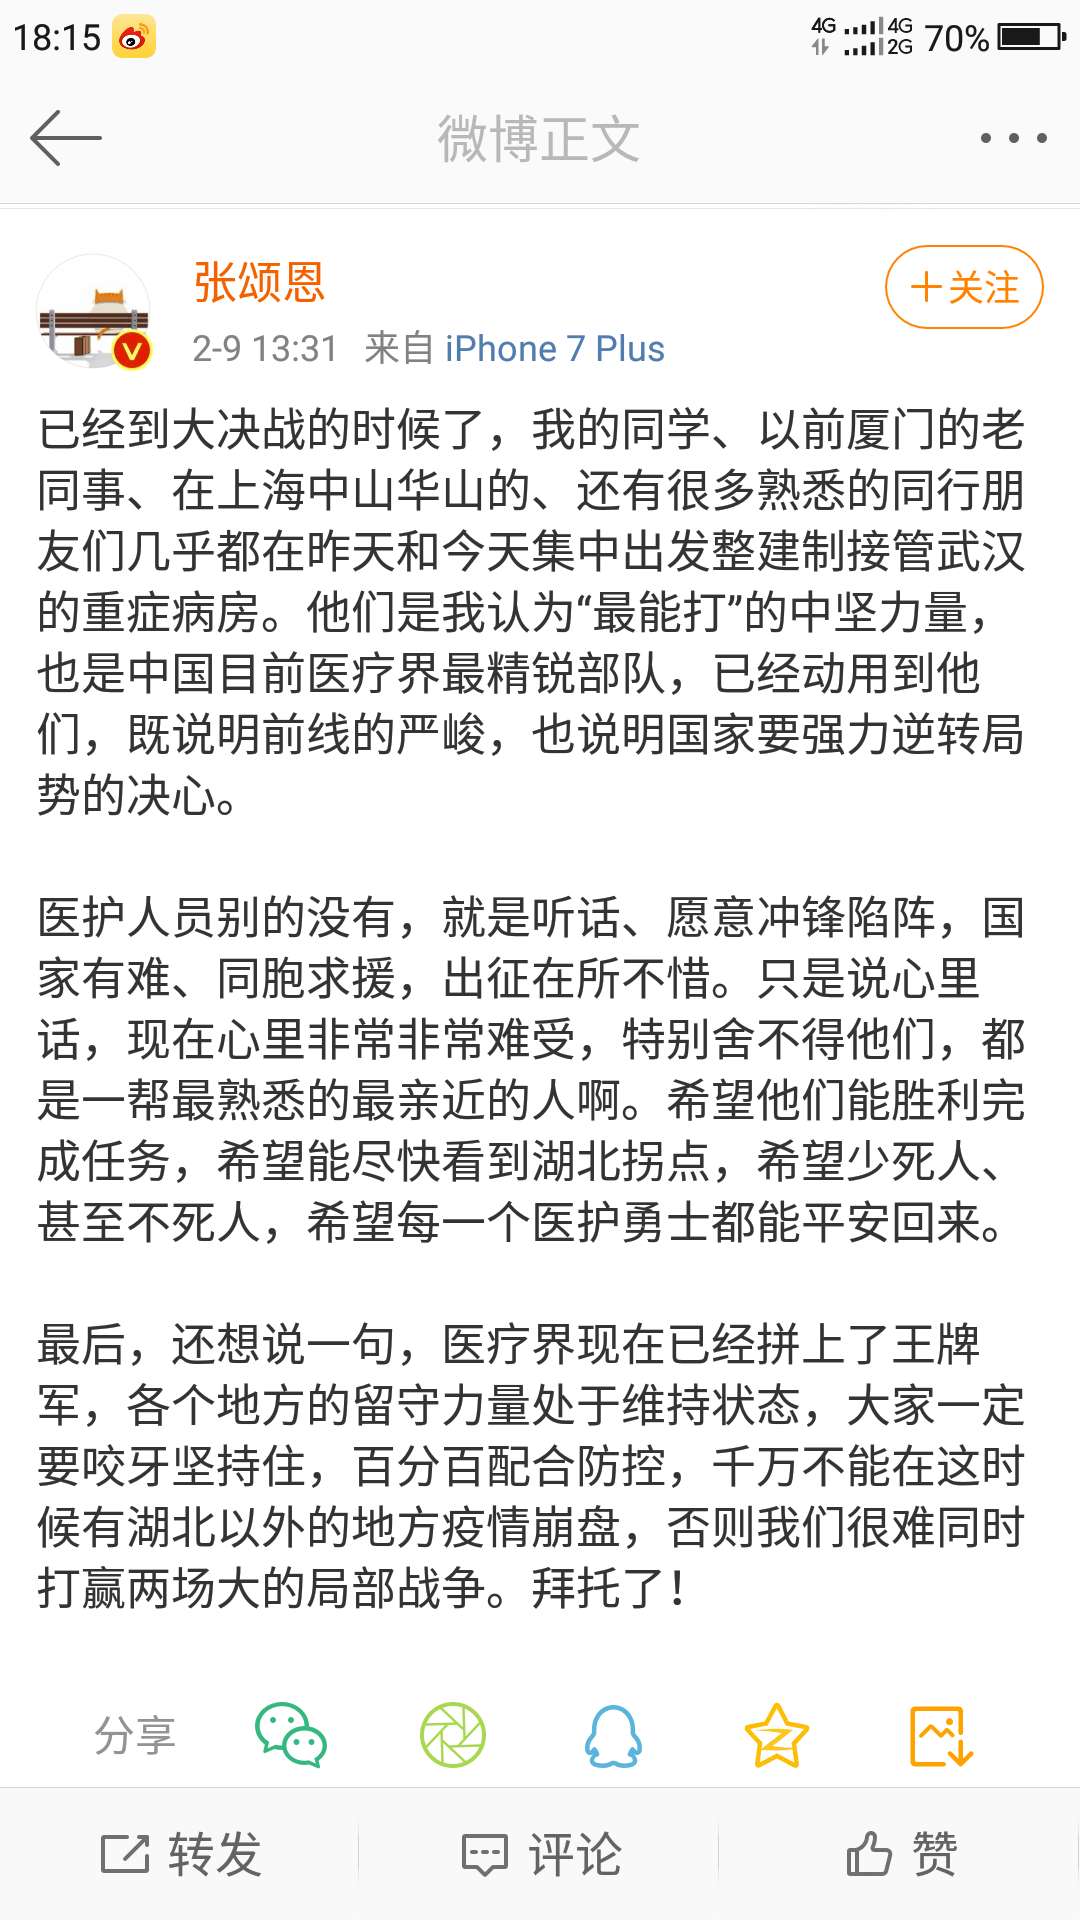 18:15
4G 4G 2G 70%
微博正文
张颂恩
+关注
2-9 13:31 来自 iPhone 7 Plus
已经到大决战的时候了，我的同学、以前厦门的老
同事、在上海中山华山的、还有很多熟悉的同行朋
友们几乎都在昨天和今天集中出发整建制接管武汉
的重症病房。他们是我认为“最能打”的中坚力量，
也是中国目前医疗界最精锐部队，已经动用到他
们，既说明前线的严峻，也说明国家要强力逆转局
势的决心。
医护人员别的没有，就是听话、愿意冲锋陷阵，国
家有难、同胞求援，出征在所不惜。只是说心里
话，现在心里非常非常难受，特别舍不得他们，都
是一帮最熟悉的最亲近的人啊。希望他们能胜利完
成任务，希望能尽快看到湖北拐点，希望少死人、
甚至不死人，希望每一个医护勇士都能平安回来。
最后，还想说一句，医疗界现在已经拼上了王牌
军，各个地方的留守力量处于维持状态，大家一定
要咬牙坚持住，百分百配合防控，千万不能在这时
候有湖北以外的地方疫情崩盘，否则我们很难同时
打赢两场大的局部战争。拜托了！
分享
转发 评论 赞